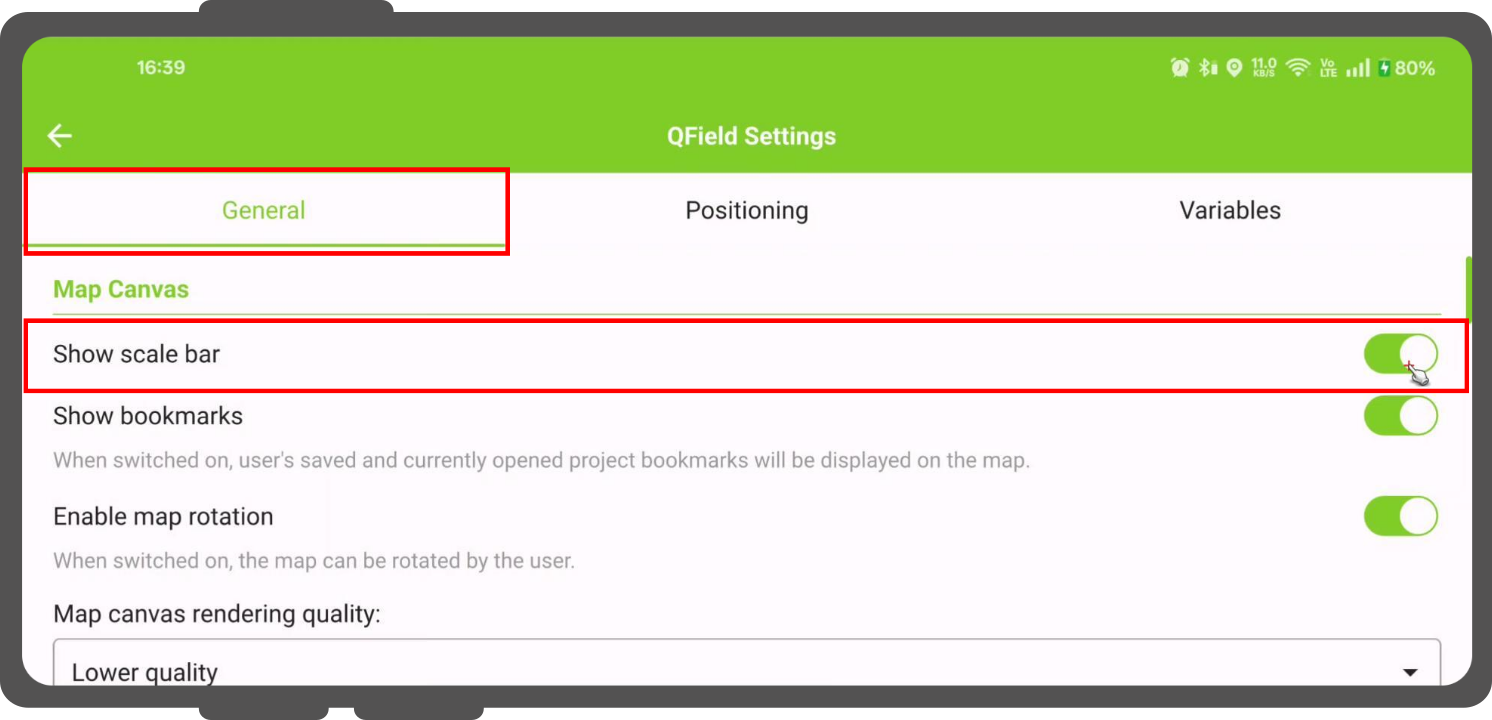 16:39
11.0 KB/S Vo LTE 80%
QField Settings
General Positioning Variables
Map Canvas
Show scale bar
Show bookmarks
When switched on, user's saved and currently opened project bookmarks will be displayed on the map.
Enable map rotation
When switched on, the map can be rotated by the user.
Map canvas rendering quality:
Lower quality